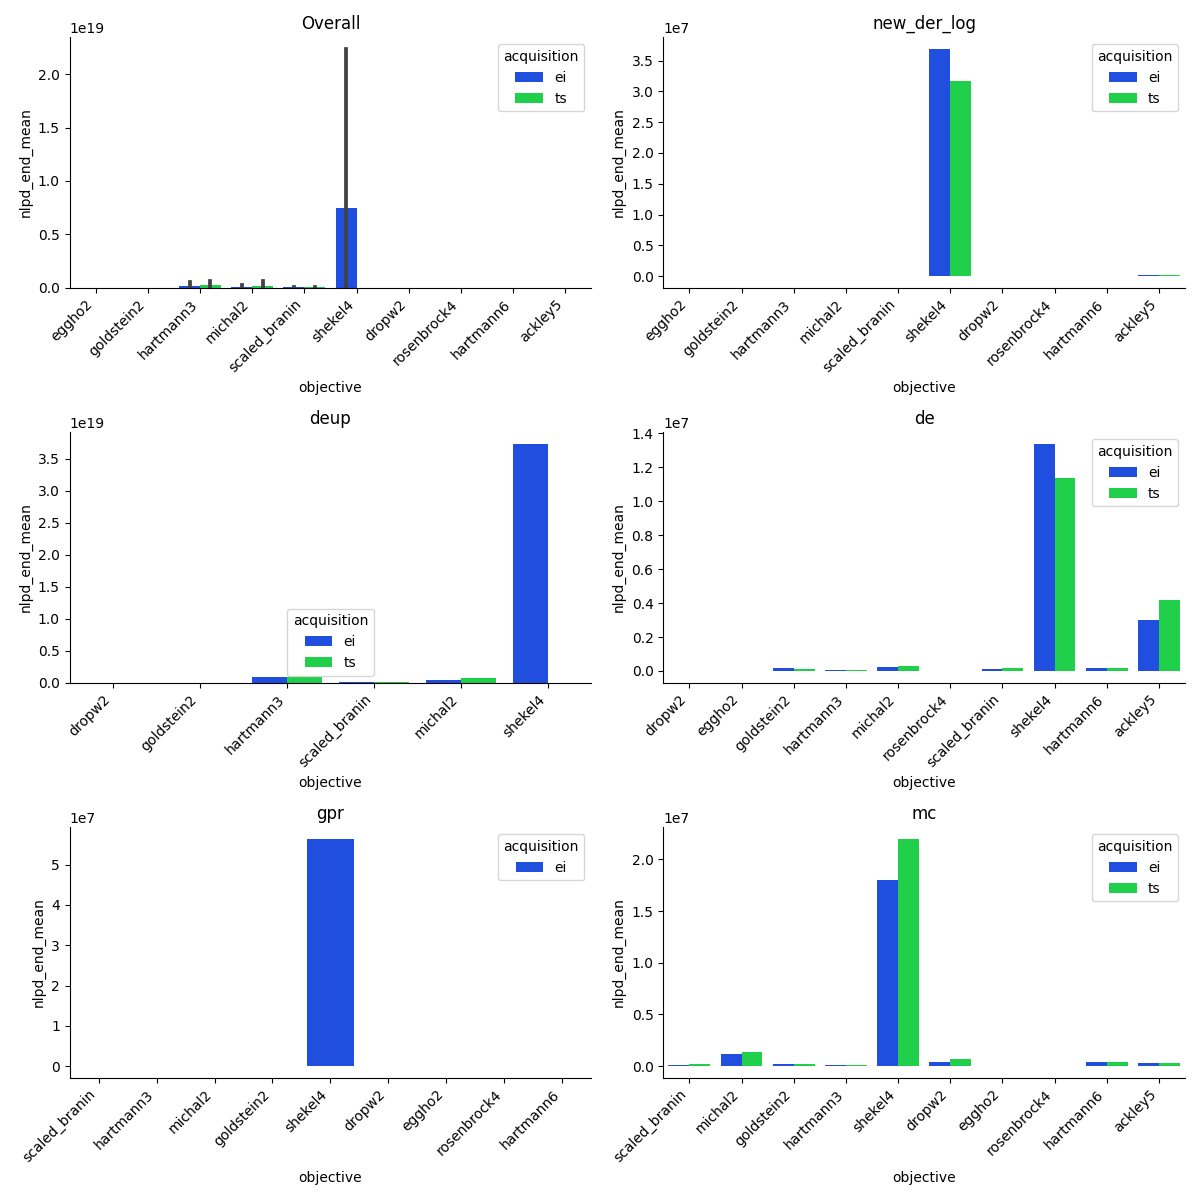 Overall
1e19
nlpd_end_mean
2.0
1.5
1.0
0.5
0.0
acquisition
ei
ts
eggho2
goldstein2
hartmann3
michal2
scaled_branin
shekel4
dropw2
rosenbrock4
hartmann6
ackley5
objective
new_der_log
1e7
nlpd_end_mean
3.5
3.0
2.5
2.0
1.5
1.0
0.5
0.0
acquisition
ei
ts
eggho2
goldstein2
hartmann3
michal2
scaled_branin
shekel4
dropw2
rosenbrock4
hartmann6
ackley5
objective
deup
1e19
nlpd_end_mean
3.5
3.0
2.5
2.0
1.5
1.0
0.5
0.0
acquisition
ei
ts
dropw2
goldstein2
hartmann3
scaled_branin
michal2
shekel4
objective
de
1e7
nlpd_end_mean
1.4
1.2
1.0
0.8
0.6
0.4
0.2
0.0
acquisition
ei
ts
dropw2
eggho2
goldstein2
hartmann3
michal2
rosenbrock4
scaled_branin
shekel4
hartmann6
ackley5
objective
gpr
1e7
nlpd_end_mean
5
4
3
2
1
0
acquisition
ei
scaled_branin
hartmann3
michal2
goldstein2
shekel4
dropw2
eggho2
rosenbrock4
hartmann6
objective
mc
1e7
nlpd_end_mean
2.0
1.5
1.0
0.5
0.0
acquisition
ei
ts
scaled_branin
michal2
goldstein2
hartmann3
shekel4
dropw2
eggho2
rosenbrock4
hartmann6
ackley5
objective